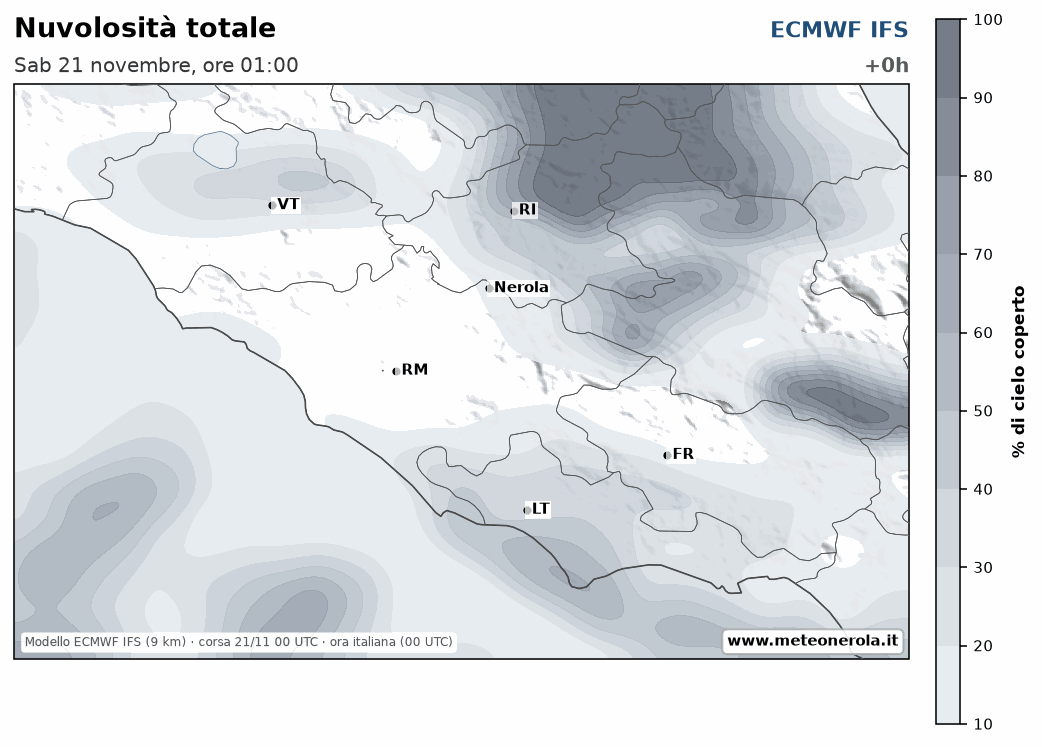 Nuvolosità totale
ECMWF IFS
Sab 21 novembre, ore 01:00
+0h
100
90
80
70
60
50
40
30
20
10
% di cielo coperto
VT
RI
Nerola
RM
FR
LT
Modello ECMWF IFS (9 km) · corsa 21/11 00 UTC · ora italiana (00 UTC)
www.meteonerola.it